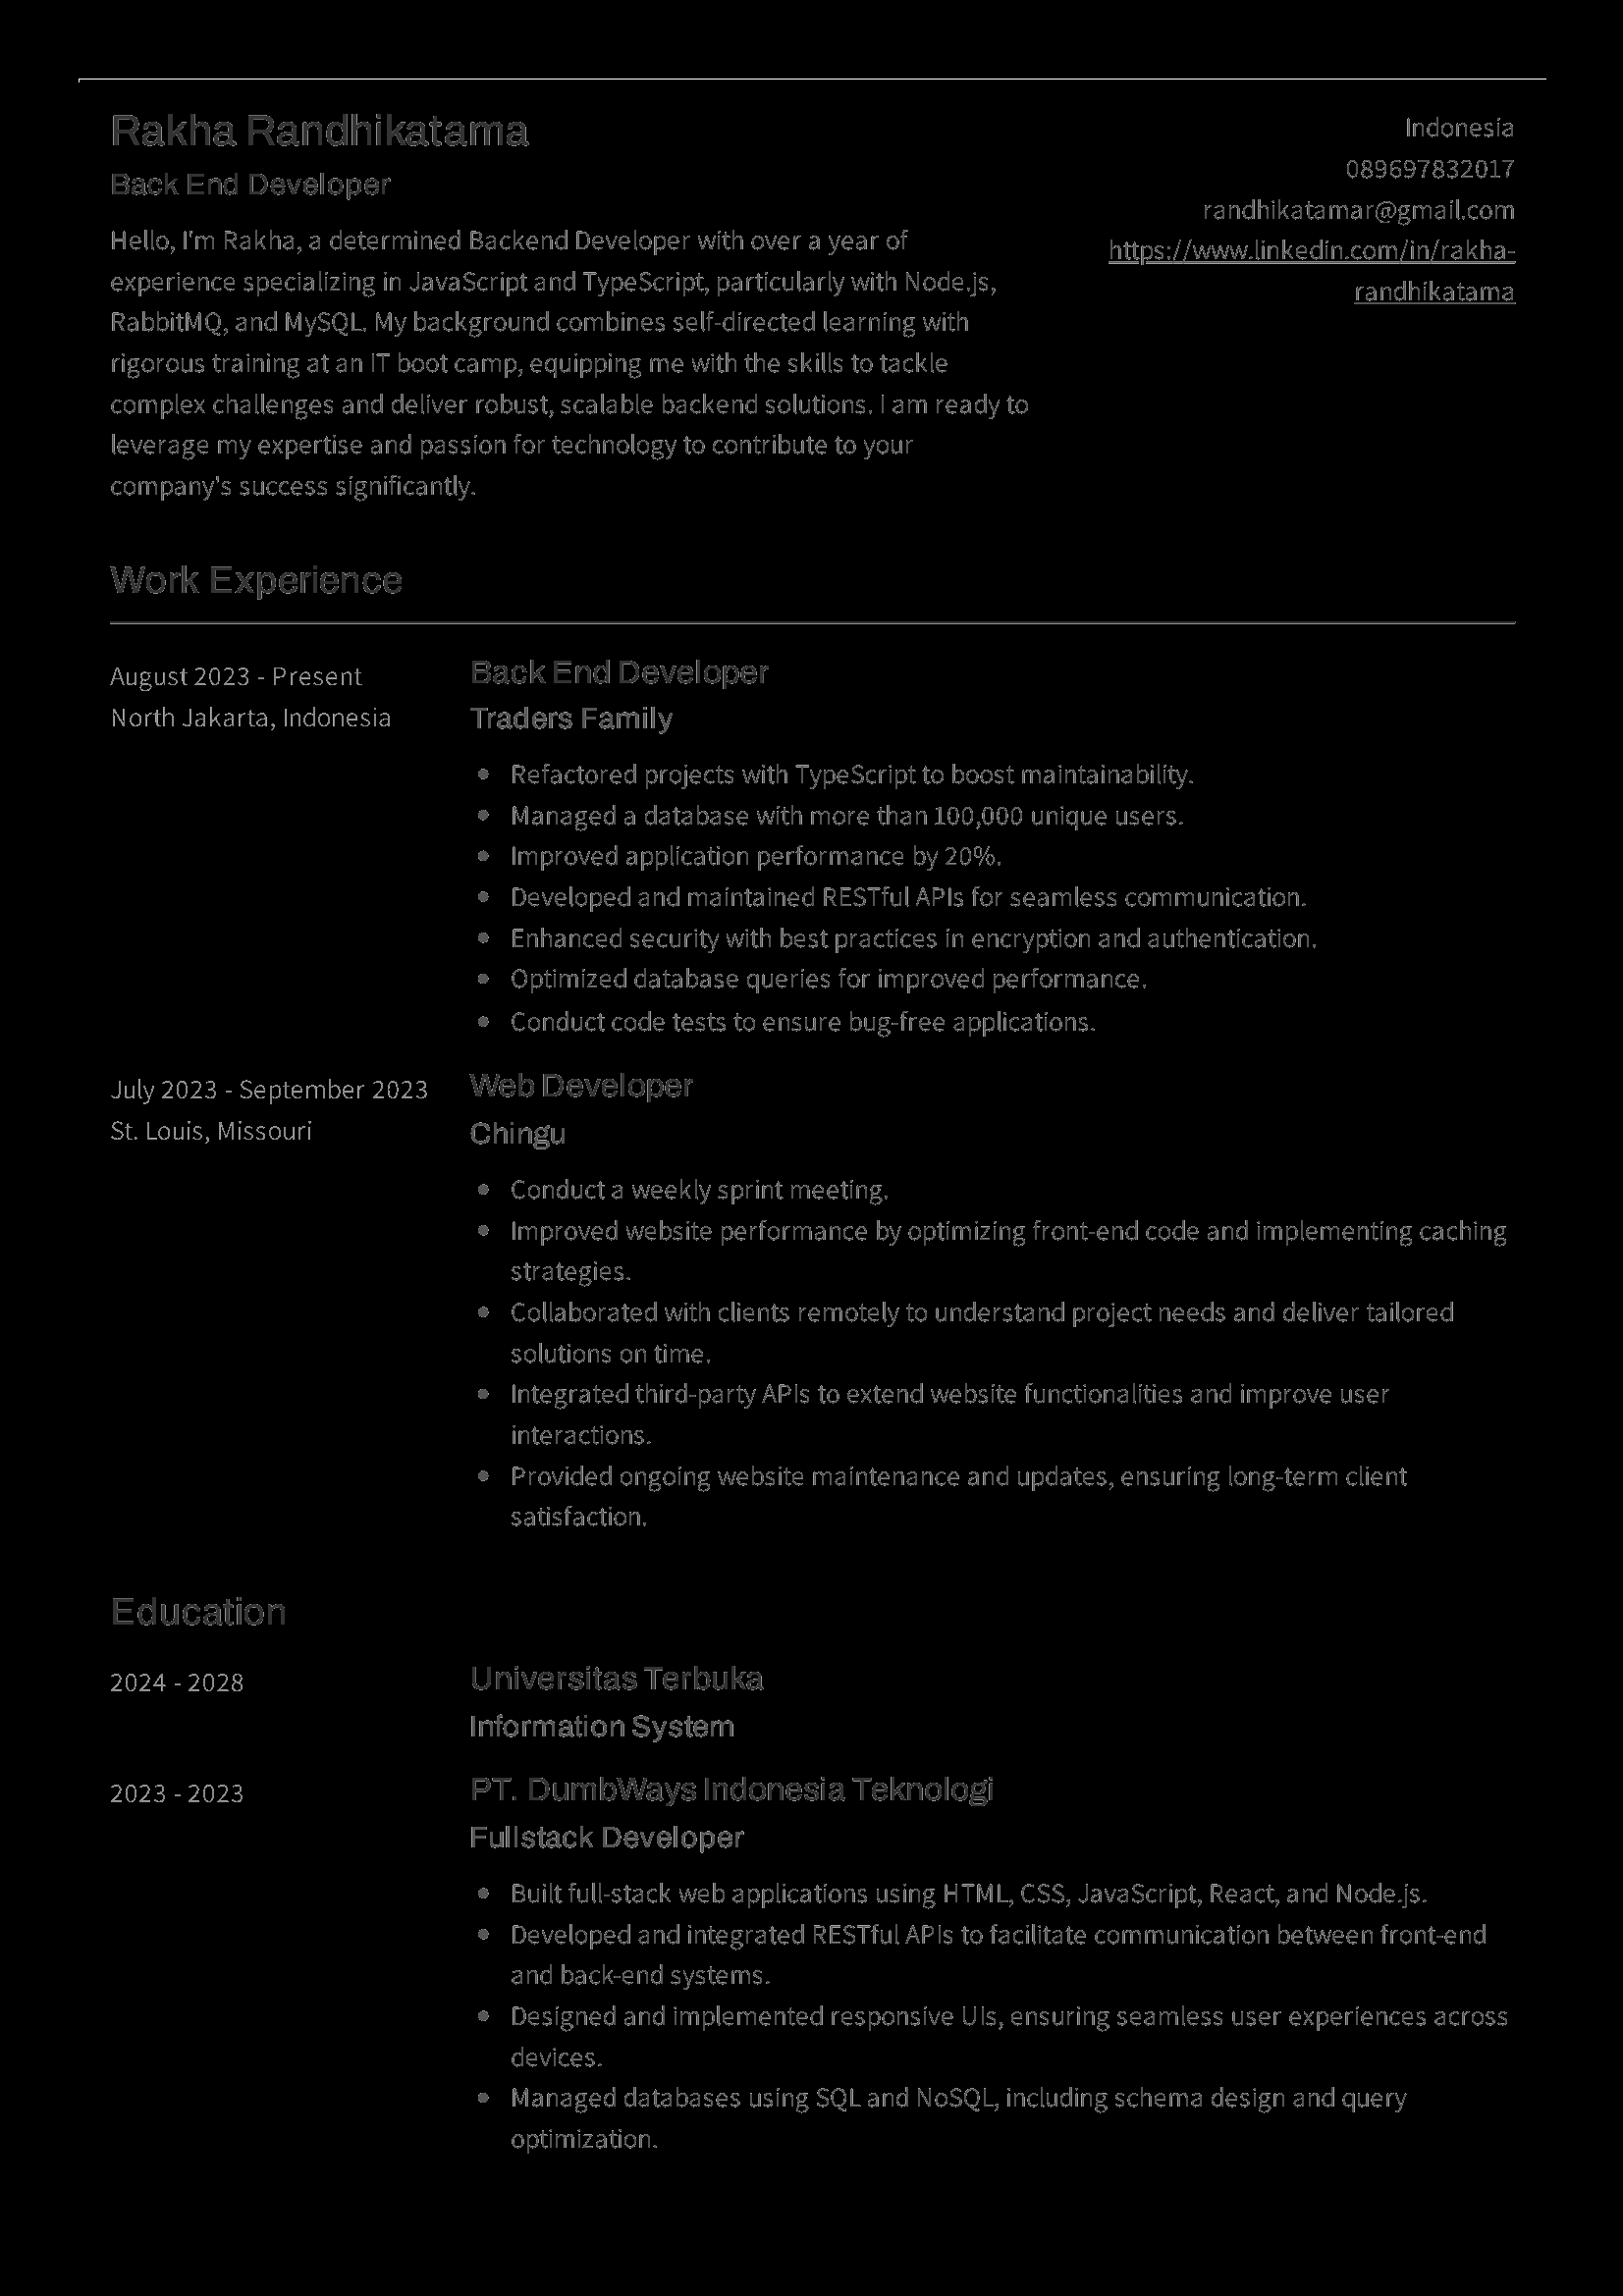 Rakha Randhikatama
Back End Developer
Hello, I'm Rakha, a determined Backend Developer with over a year of
experience specializing in JavaScript and TypeScript, particularly with Node.js,
RabbitMQ, and MySQL. My background combines self-directed learning with
rigorous training at an IT boot camp, equipping me with the skills to tackle
complex challenges and deliver robust, scalable backend solutions. I am ready to
leverage my expertise and passion for technology to contribute to your
company's success significantly.
Indonesia
089697832017
randhikatamar@gmail.com
https://www.linkedin.com/in/rakha-
randhikatama
Work Experience
August 2023 - Present
North Jakarta, Indonesia
Back End Developer
Traders Family
• Refactored projects with TypeScript to boost maintainability.
• Managed a database with more than 100,000 unique users.
• Improved application performance by 20%.
• Developed and maintained RESTful APIs for seamless communication.
• Enhanced security with best practices in encryption and authentication.
• Optimized database queries for improved performance.
• Conduct code tests to ensure bug-free applications.
July 2023 - September 2023
St. Louis, Missouri
Web Developer
Chingu
• Conduct a weekly sprint meeting.
• Improved website performance by optimizing front-end code and implementing caching
strategies.
• Collaborated with clients remotely to understand project needs and deliver tailored
solutions on time.
• Integrated third-party APIs to extend website functionalities and improve user
interactions.
• Provided ongoing website maintenance and updates, ensuring long-term client
satisfaction.
Education
2024 - 2028
Universitas Terbuka
Information System
2023 - 2023
PT. DumbWays Indonesia Teknologi
Fullstack Developer
• Built full-stack web applications using HTML, CSS, JavaScript, React, and Node.js.
• Developed and integrated RESTful APIs to facilitate communication between front-end
and back-end systems.
• Designed and implemented responsive UIs, ensuring seamless user experiences across
devices.
• Managed databases using SQL and NoSQL, including schema design and query
optimization.